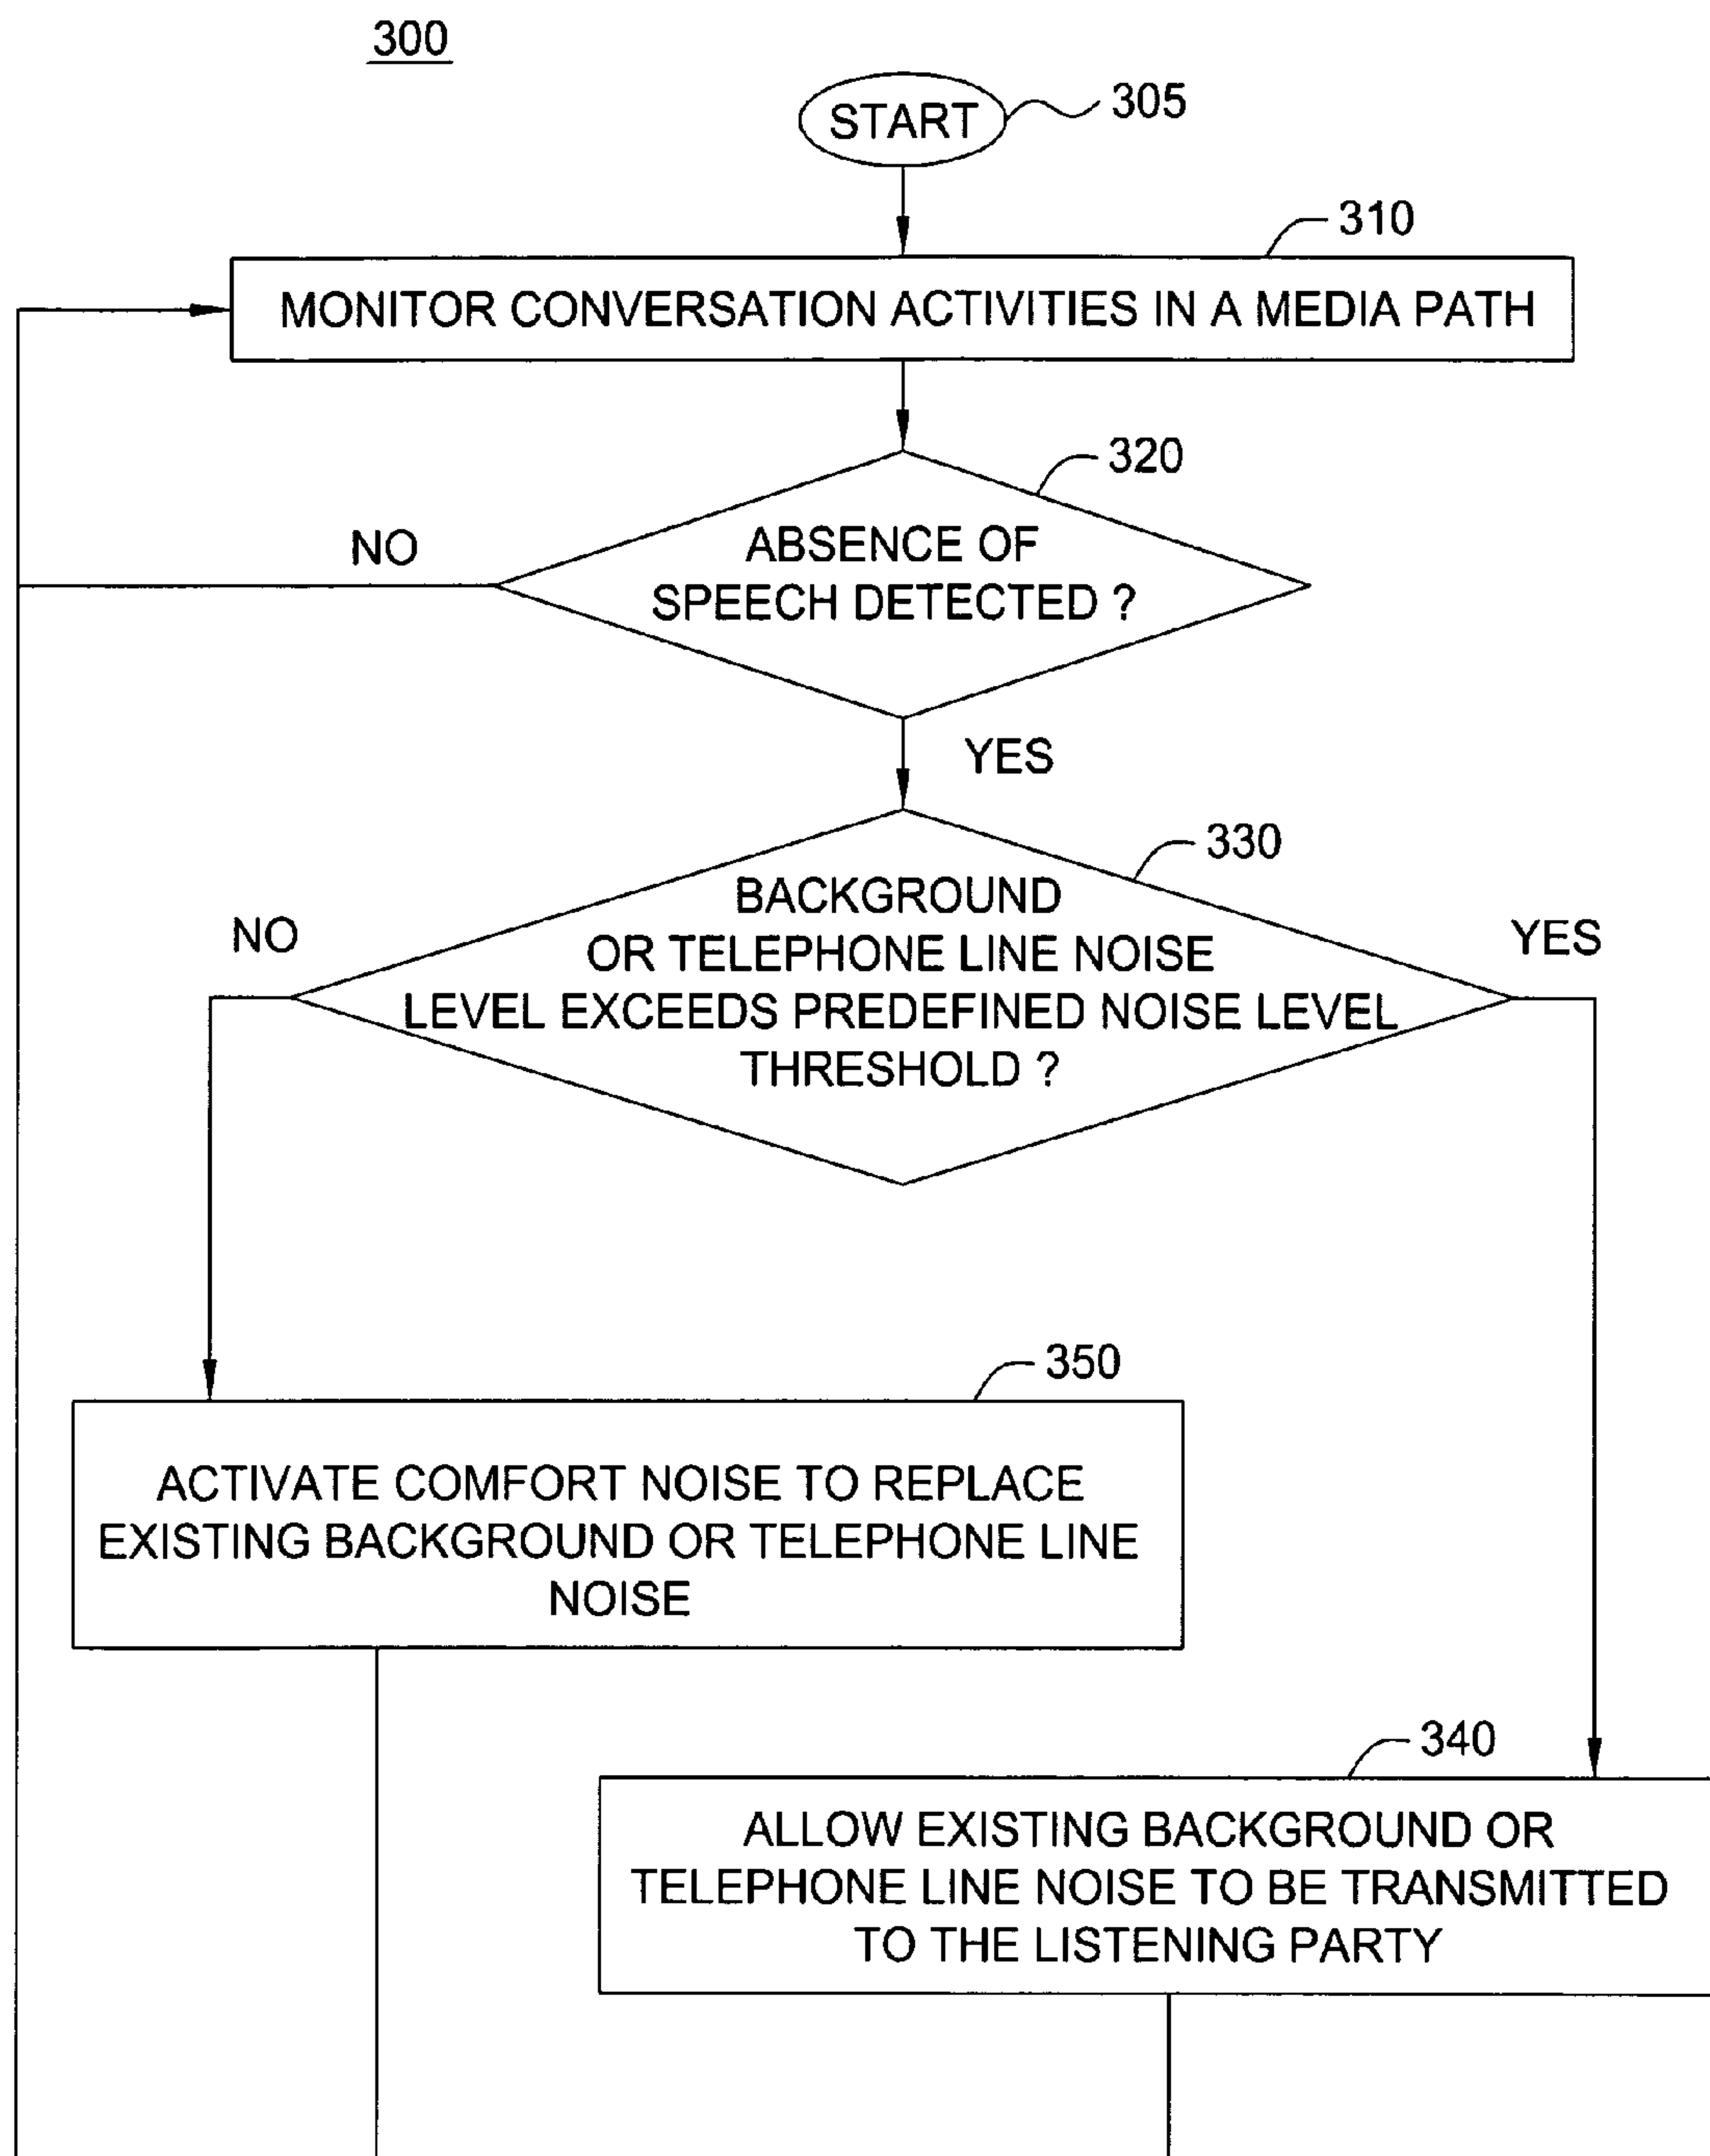 300
START
305
310
MONITOR CONVERSATION ACTIVITIES IN A MEDIA PATH
320
NO
ABSENCE OF
SPEECH DETECTED ?
YES
330
BACKGROUND
OR TELEPHONE LINE NOISE
LEVEL EXCEEDS PREDEFINED NOISE LEVEL
THRESHOLD ?
NO
YES
350
ACTIVATE COMFORT NOISE TO REPLACE
EXISTING BACKGROUND OR TELEPHONE LINE
NOISE
340
ALLOW EXISTING BACKGROUND OR
TELEPHONE LINE NOISE TO BE TRANSMITTED
TO THE LISTENING PARTY